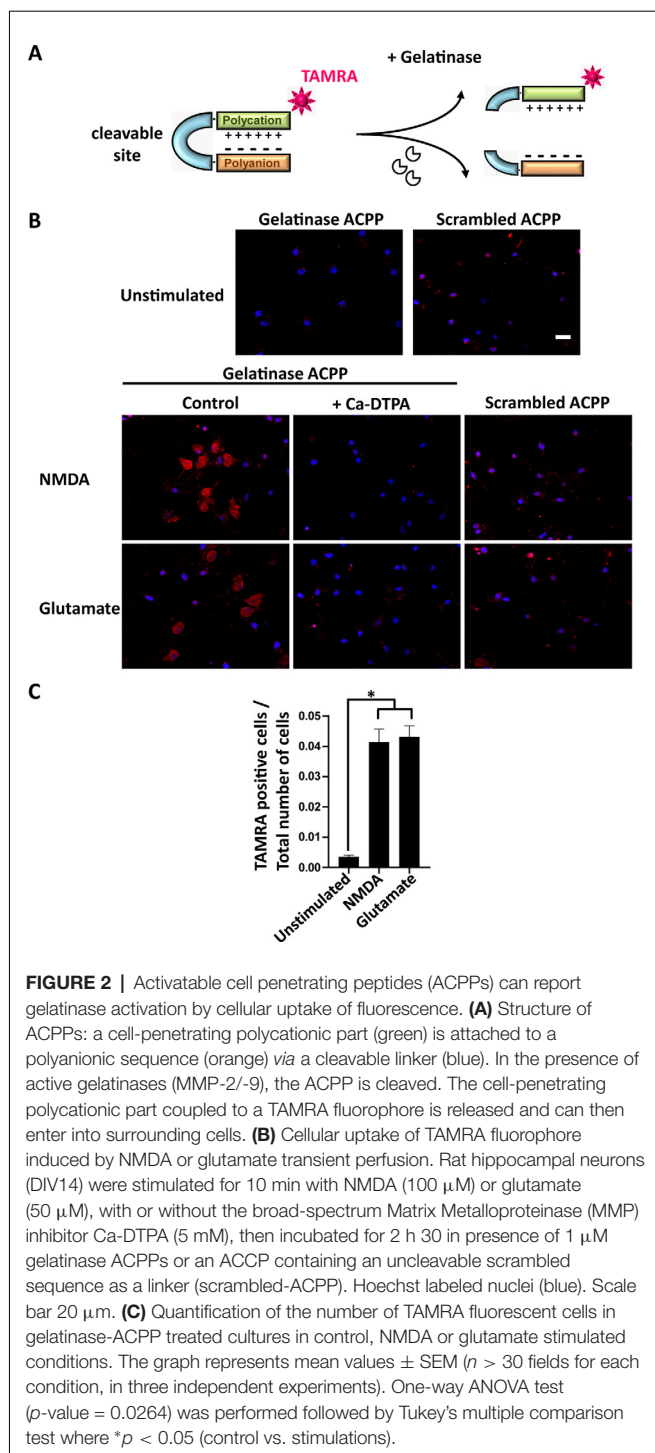 A
TAMRA
+ Gelatinase
Polycation
++++++
cleavable
site
- - - - -
Polyanion
++++++
- - - - - -
B
Gelatinase ACPP
Scrambled ACPP
Unstimulated
Gelatinase ACPP
Control
+ Ca-DTPA
Scrambled ACPP
NMDA
Glutamate
C
TAMRA positive cells /
Total number of cells
*
0.05
0.04
0.03
0.02
0.01
0.00
Unstimulated
NMDA
Glutamate
FIGURE 2 | Activatable cell penetrating peptides (ACPPs) can report
gelatinase activation by cellular uptake of fluorescence. (A) Structure of
ACPPs: a cell-penetrating polycationic part (green) is attached to a
polyanionic sequence (orange) via a cleavable linker (blue). In the presence of
active gelatinases (MMP-2/-9), the ACPP is cleaved. The cell-penetrating
polycationic part coupled to a TAMRA fluorophore is released and can then
enter into surrounding cells. (B) Cellular uptake of TAMRA fluorophore
induced by NMDA or glutamate transient perfusion. Rat hippocampal neurons
(DIV14) were stimulated for 10 min with NMDA (100 μM) or glutamate
(50 μM), with or without the broad-spectrum Matrix Metalloproteinase (MMP)
inhibitor Ca-DTPA (5 mM), then incubated for 2 h 30 in presence of 1 μM
gelatinase ACPPs or an ACCP containing an uncleavable scrambled
sequence as a linker (scrambled-ACPP). Hoechst labeled nuclei (blue). Scale
bar 20 μm. (C) Quantification of the number of TAMRA fluorescent cells in
gelatinase-ACPP treated cultures in control, NMDA or glutamate stimulated
conditions. The graph represents mean values ± SEM (n > 30 fields for each
condition, in three independent experiments). One-way ANOVA test
(p-value = 0.0264) was performed followed by Tukey's multiple comparison
test where *p < 0.05 (control vs. stimulations).